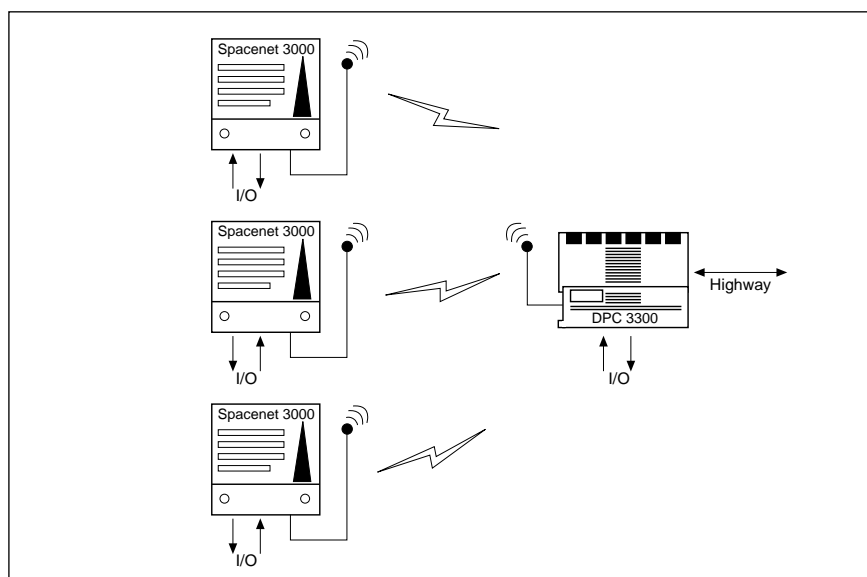 Spacenet 3000
I/O
Spacenet 3000
I/O
Highway
DPC 3300
I/O
Spacenet 3000
I/O